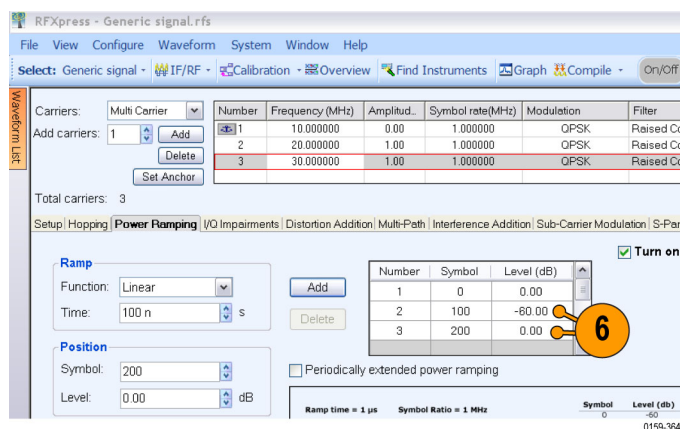 RFXpress - Generic signal.rfs
File View Configure Waveform System Window Help
Select: Generic signal IF/RF Calibration Overview Find Instruments Graph Compile On/Off
Waveform List
Carriers: Multi Carrier
Add carriers: 1 Add
Delete
Set Anchor
Total carriers: 3
Number Frequency (MHz) Amplitud... Symbol rate(MHz) Modulation Filter
1 10.000000 0.00 1.000000 QPSK Raised Co
2 20.000000 1.00 1.000000 QPSK Raised Co
3 30.000000 1.00 1.000000 QPSK Raised Co
Setup Hopping Power Ramping I/Q Impairments Distortion Addition Multi-Path Interference Addition Sub-Carrier Modulation S-Par
Turn on
Ramp
Function: Linear
Time: 100 n s
Position
Symbol: 200
Level: 0.00 dB
Add
Delete
Number Symbol Level (dB)
1 0 0.00
2 100 -60.00
3 200 0.00
6
Periodically extended power ramping
Ramp time = 1 µs Symbol Ratio = 1 MHz
Symbol Level (db)
0 -60
0159-364